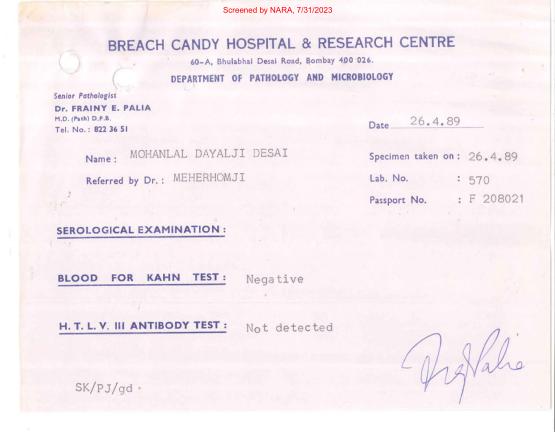 Screened by NARA, 7/31/2023
BREACH CANDY HOSPITAL & RESEARCH CENTRE
60-A, Bhulabhai Desai Road, Bombay 400 026.
DEPARTMENT OF PATHOLOGY AND MICROBIOLOGY
Senior Pathologist
Dr. FRAINY E. PALIA
M.D. (Path) D.P.B.
Tel. No.: 822 36 51
Date 26.4.89
Name: MOHANLAL DAYALJI DESAI
Specimen taken on: 26.4.89
Referred by Dr.: MEHERHOMJI
Lab. No. : 570
Passport No. : F 208021
SEROLOGICAL EXAMINATION:
BLOOD FOR KAHN TEST: Negative
H. T. L. V. III ANTIBODY TEST: Not detected
SK/PJ/gd.